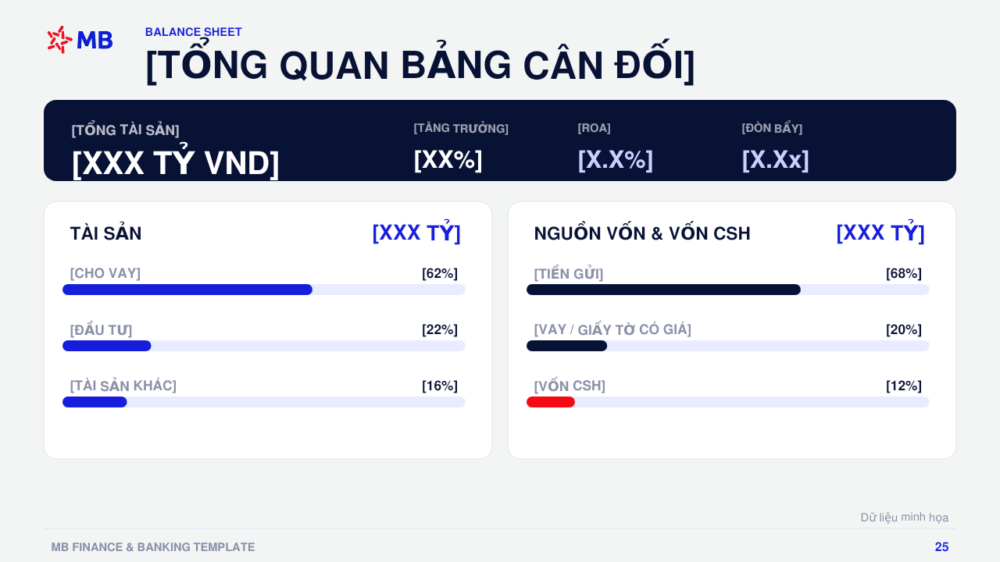 MB
BALANCE SHEET
[TỔNG QUAN BẢNG CÂN ĐỐI]
[TỔNG TÀI SẢN]
[XXX TỶ VND]
[TĂNG TRƯỞNG]
[XX%]
[ROA]
[X.X%]
[ĐÒN BẨY]
[X.Xx]
TÀI SẢN
[XXX TỶ]
[CHO VAY]
[62%]
[ĐẦU TƯ]
[22%]
[TÀI SẢN KHÁC]
[16%]
NGUỒN VỐN & VỐN CSH
[XXX TỶ]
[TIỀN GỬI]
[68%]
[VAY / GIẤY TỜ CÓ GIÁ]
[20%]
[VỐN CSH]
[12%]
Dữ liệu minh họa
MB FINANCE & BANKING TEMPLATE
25